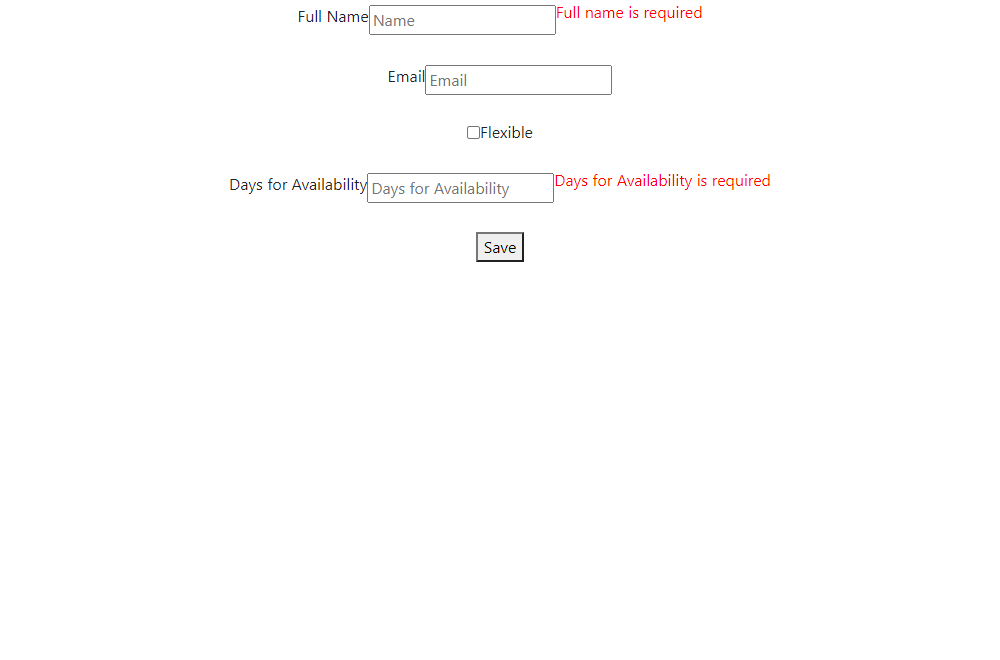 Full Name Name Full name is required
Email Email
Flexible
Days for Availability Days for Availability Days for Availability is required
Save